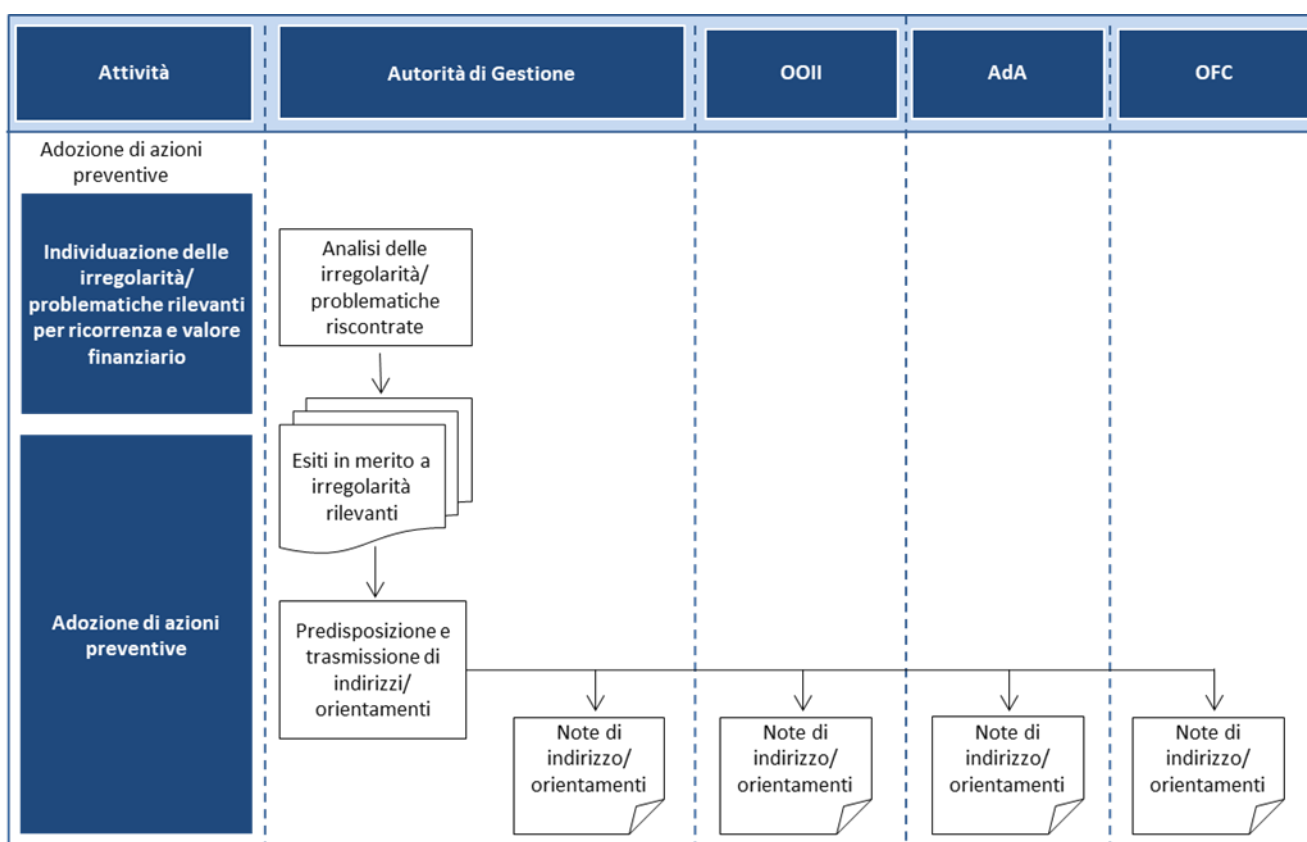 Attività
Autorità di Gestione
OOII
AdA
OFC
Adozione di azioni
preventive
Individuazione delle
irregolarità/
problematiche rilevanti
per ricorrenza e valore
finanziario
Analisi delle
irregolarità/
problematiche
riscontrate
Esiti in merito a
irregolarità
rilevanti
Adozione di azioni
preventive
Predisposizione e
trasmissione di
indirizzi/
orientamenti
Note di
indirizzo/
orientamenti
Note di
indirizzo/
orientamenti
Note di
indirizzo/
orientamenti
Note di
indirizzo/
orientamenti